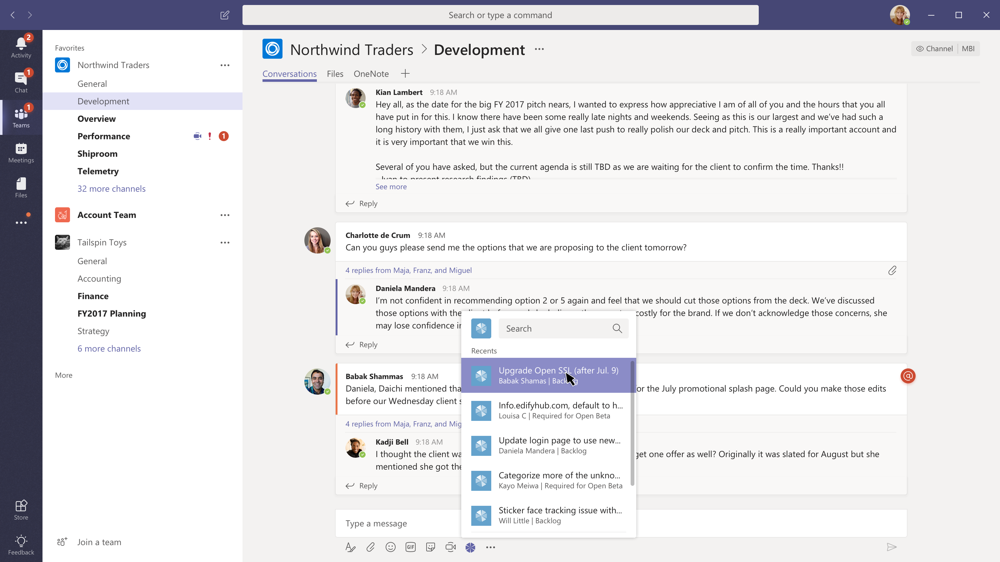 Search or type a command
2
Activity
1
Chat
1
Teams
Meetings
Files
Store
Feedback
Favorites
Northwind Traders
General
Development
Overview
Performance ! 1
Shiproom
Telemetry
32 more channels
Account Team
Tailspin Toys
General
Accounting
Finance
FY2017 Planning
Strategy
6 more channels
More
Join a team
Northwind Traders > Development
Channel MBI
Conversations Files OneNote
Kian Lambert 9:18 AM
Hey all, as the date for the big FY 2017 pitch nears, I wanted to express how appreciative I am of all of you and the hours that you all
have put in for this. I know there have been some really late nights and weekends. Seeing as this is our largest and we’ve had such a
long history with them, I just ask that we all give one last push to really polish our deck and pitch. This is a really important account and
it is very important that we win this.
Several of you have asked, but the current agenda is still TBD as we are waiting for the client to confirm the time. Thanks!!
to present research findings (TBD)
See more
Reply
Charlotte de Crum 9:18 AM
Can you guys please send me the options that we are proposing to the client tomorrow?
4 replies from Maja, Franz, and Miguel
Daniela Mandera 9:18 AM
I’m not confident in recommending option 2 or 5 again and feel that we should cut those options from the deck. We’ve discussed
those options with the costly for the brand. If we don’t acknowledge those concerns, she
may lose confidence
Reply
Babak Shammas 9:18 AM
@
Daniela, Daichi mentioned for the July promotional splash page. Could you make those edits
before our Wednesday client
4 replies from Maja, Franz, and
Kadji Bell 9:18 AM
I thought the client get one offer as well? Originally it was slated for August but she
mentioned she got
Reply
Search
Recents
Upgrade Open SSL (after Jul. 9)
Babak Shamas | Backlog
Info.edifyhub.com, default to h...
Louisa C | Required for Open Beta
Update login page to use new...
Daniela Mandera | Backlog
Categorize more of the unkno...
Kayo Meiwa | Required for Open Beta
Sticker face tracking issue with...
Will Little | Backlog
Type a message
GIF